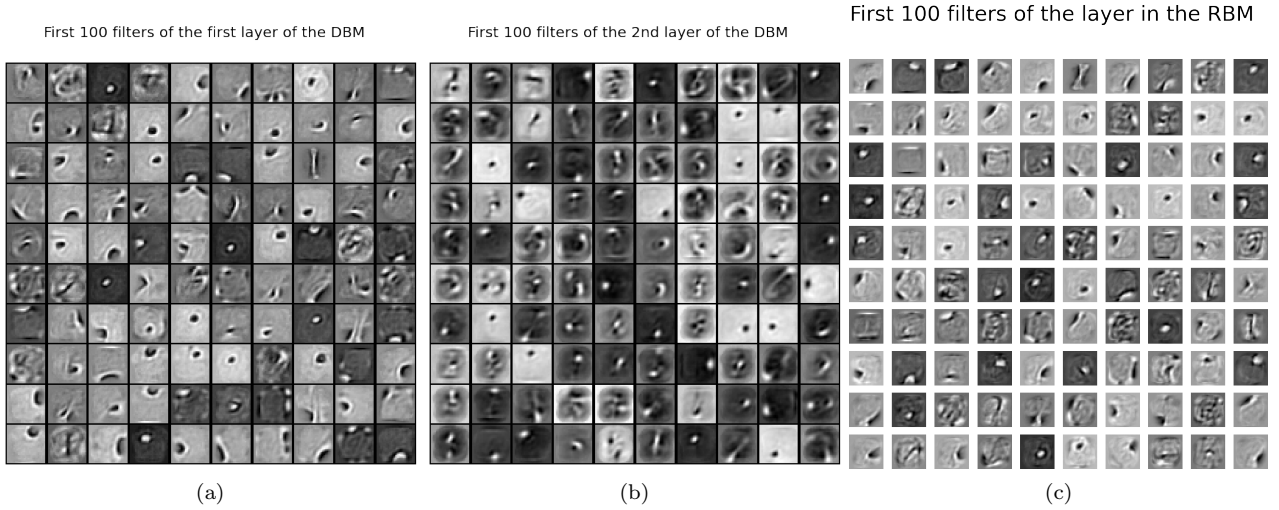 First 100 filters of the first layer of the DBM
First 100 filters of the 2nd layer of the DBM
First 100 filters of the layer in the RBM
(a)
(b)
(c)